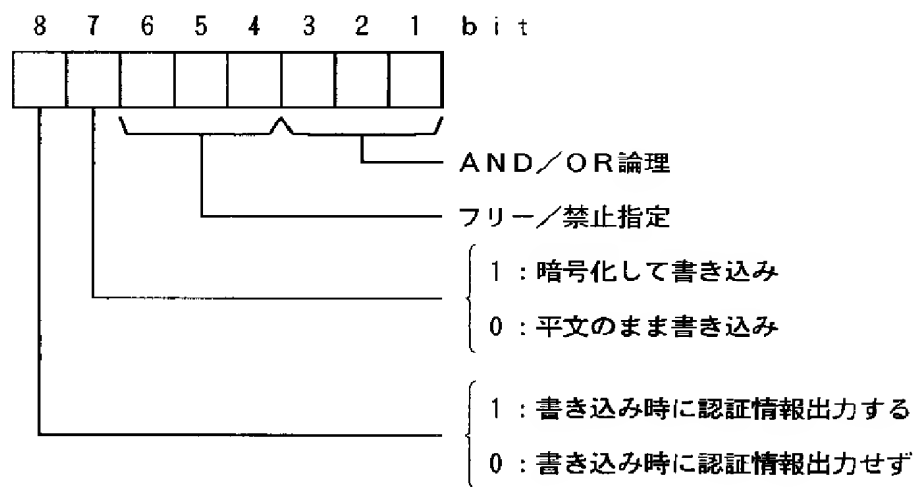 8 7 6 5 4 3 2 1 bit
AND／OR論理
フリー／禁止指定
1：暗号化して書き込み
0：平文のまま書き込み
1：書き込み時に認証情報出力する
0：書き込み時に認証情報出力せず